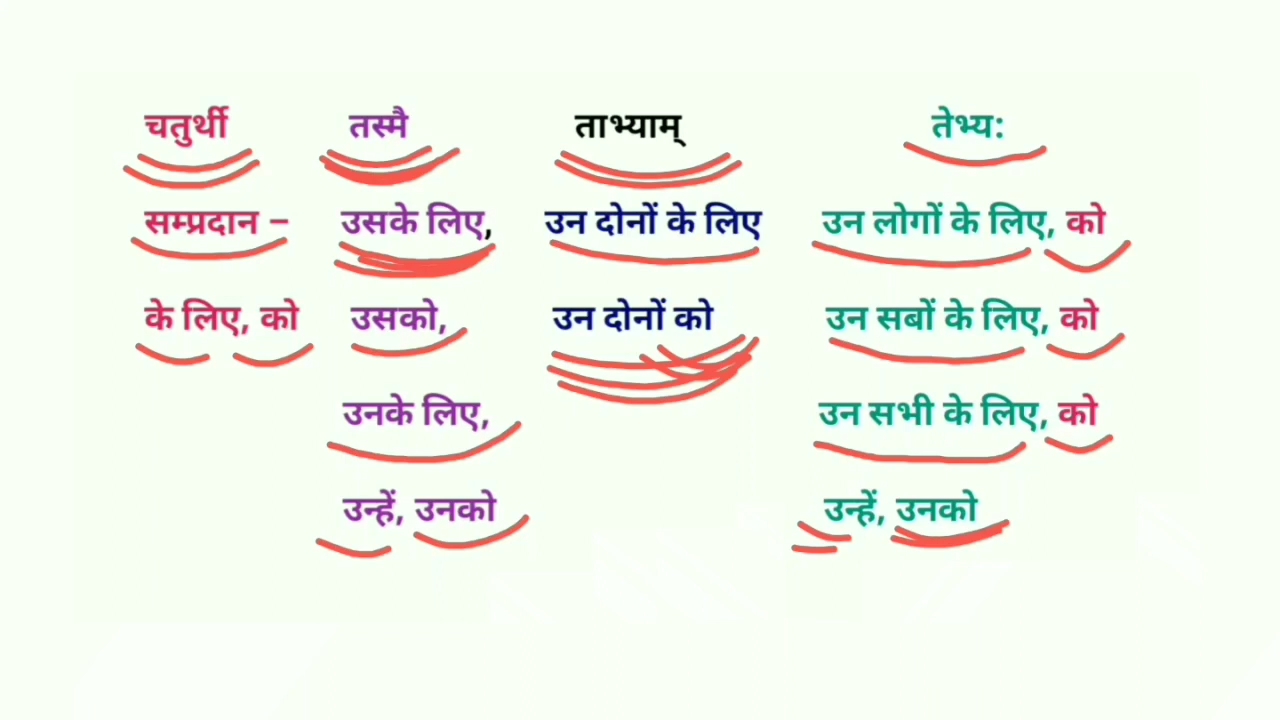 चतुर्थी तस्मै ताभ्याम् तेभ्य:
सम्प्रदान – उसके लिए, उन दोनों के लिए उन लोगों के लिए, को
के लिए, को उसको, उन दोनों को उन सबों के लिए, को
उनके लिए, उन सभी के लिए, को
उन्हें, उनको उन्हें, उनको